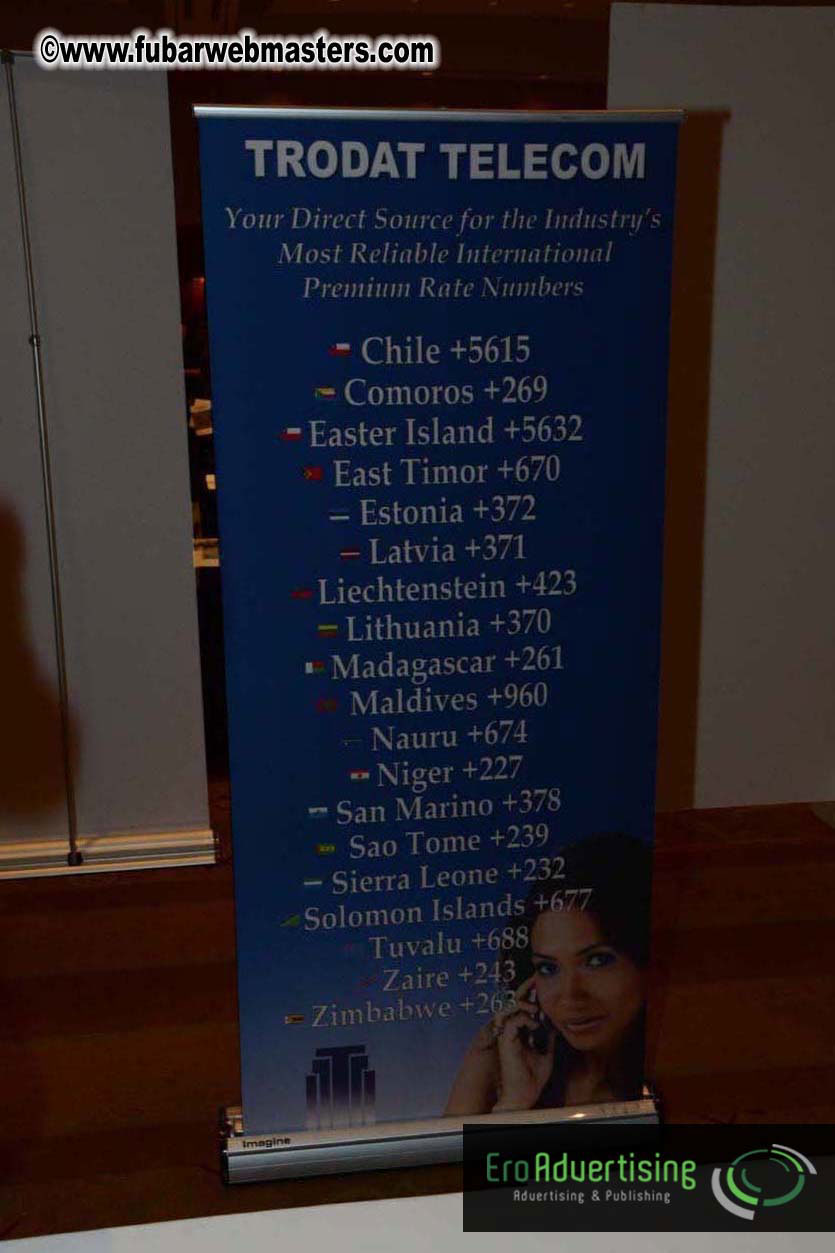 ©www.fubarwebmasters.com
TRODAT TELECOM
Your Direct Source for the Industry's
Most Reliable International
Premium Rate Numbers
Chile +5615
Comoros +269
Easter Island +5632
East Timor +670
Estonia +372
Latvia +371
Liechtenstein +423
Lithuania +370
Madagascar +261
Maldives +960
Nauru +674
Niger +227
San Marino +378
Sao Tome +239
Sierra Leone +232
Solomon Islands +677
Tuvalu +688
Zaire +243
Zimbabwe +263
Imagine
EroAdvertising
Advertising & Publishing